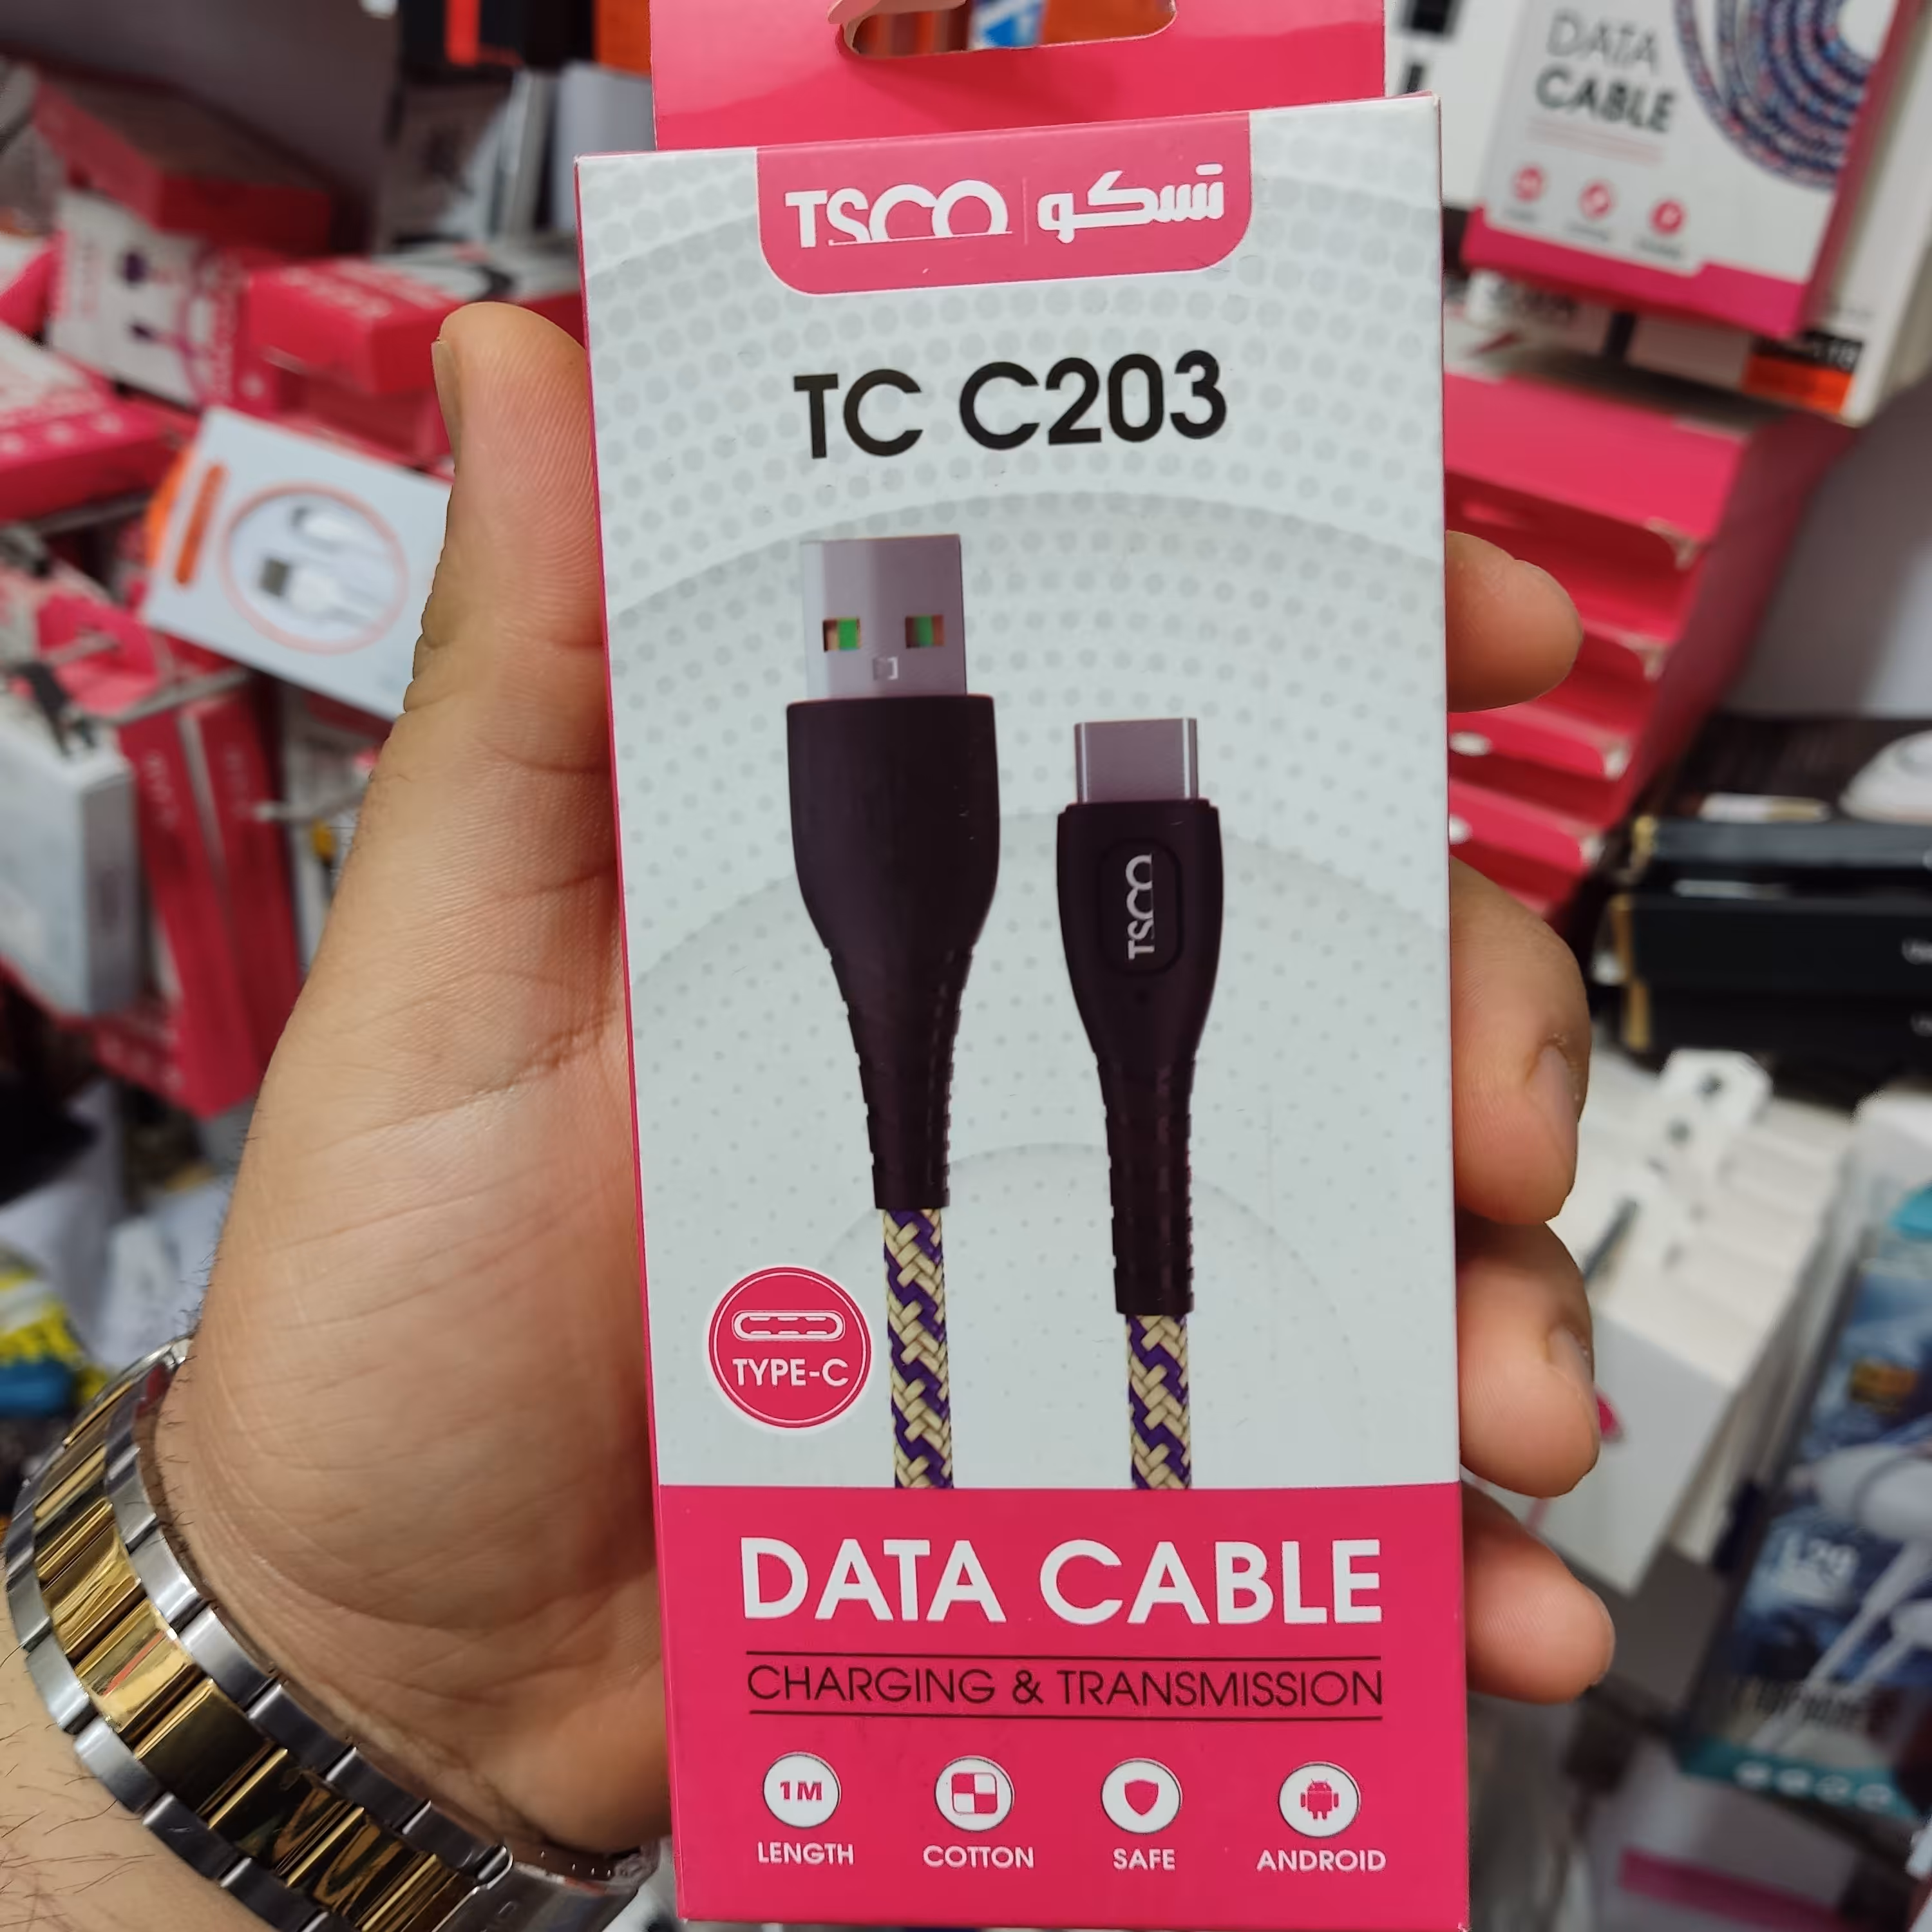 TSCO تسکو
TC C203
TSCO
TYPE-C
DATA CABLE
CHARGING & TRANSMISSION
1M
LENGTH
COTTON
SAFE
ANDROID
DATA
CABLE